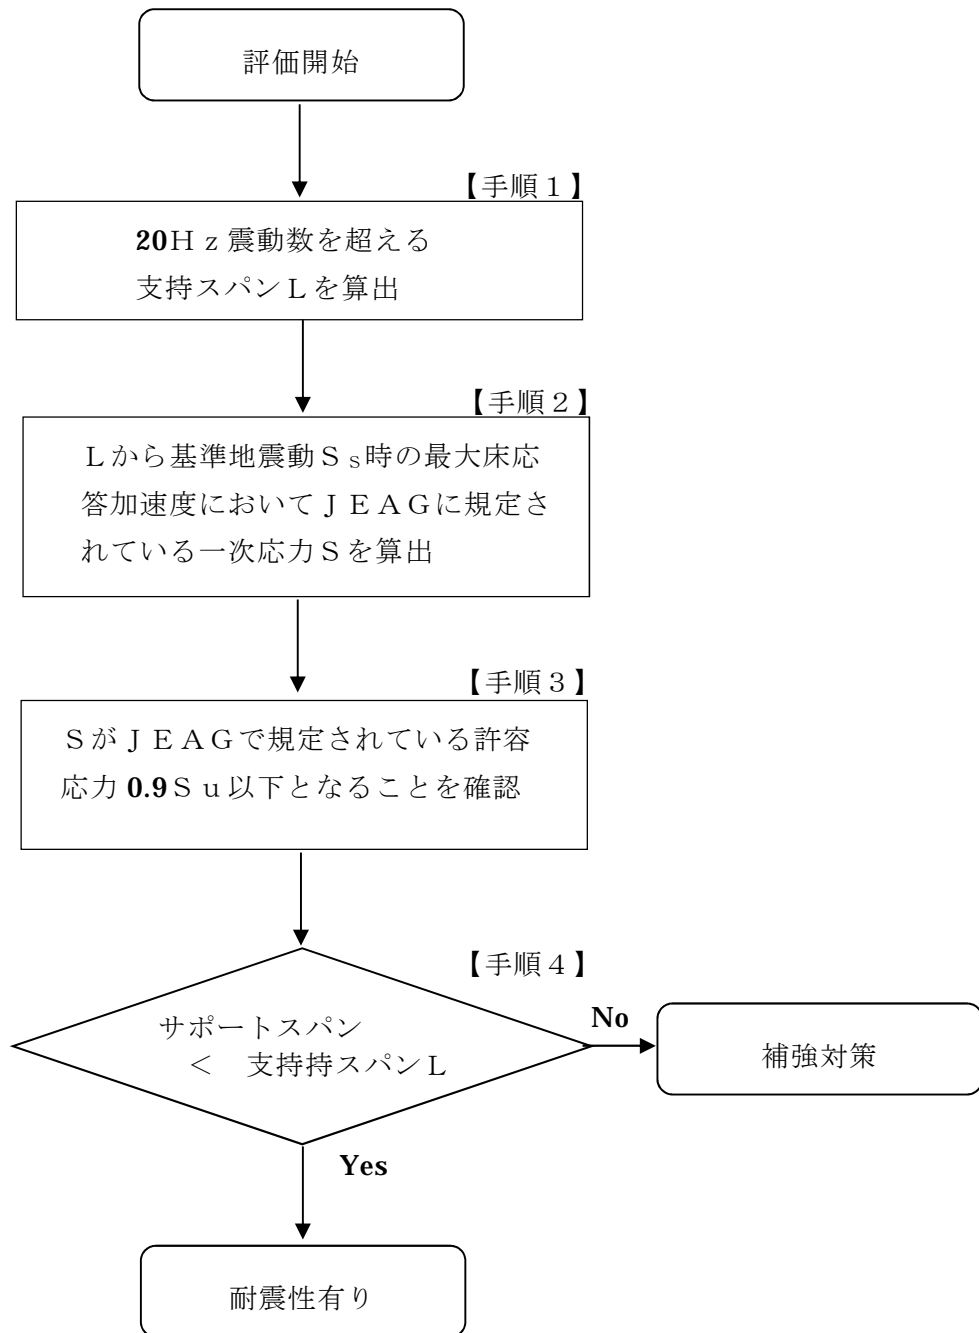 評価開始
【手順１】
20Ｈｚ震動数を超える
支持スパンＬを算出
【手順２】
Ｌから基準地震動Ｓｓ時の最大床応
答加速度においてＪＥＡＧに規定さ
れている一次応力Ｓを算出
【手順３】
ＳがＪＥＡＧで規定されている許容
応力0.9Ｓｕ以下となることを確認
【手順４】
サポートスパン
＜　支持持スパンＬ
No
補強対策
Yes
耐震性有り